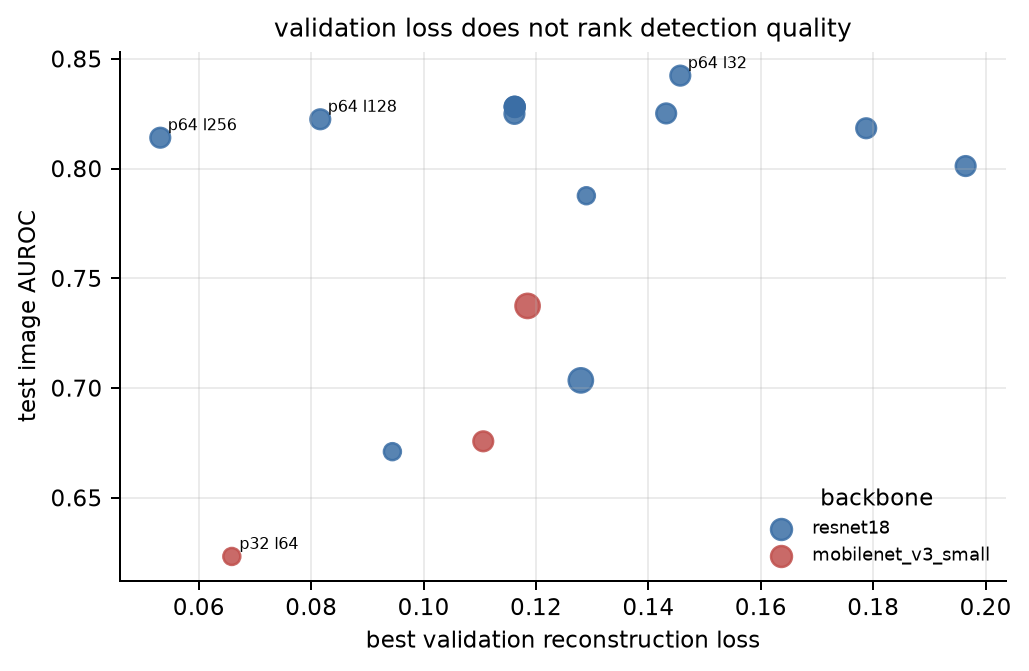 validation loss does not rank detection quality
test image AUROC
0.85
0.80
0.75
0.70
0.65
p64 l32
p64 l128
p64 l256
p32 l64
backbone
resnet18
mobilenet_v3_small
0.06 0.08 0.10 0.12 0.14 0.16 0.18 0.20
best validation reconstruction loss